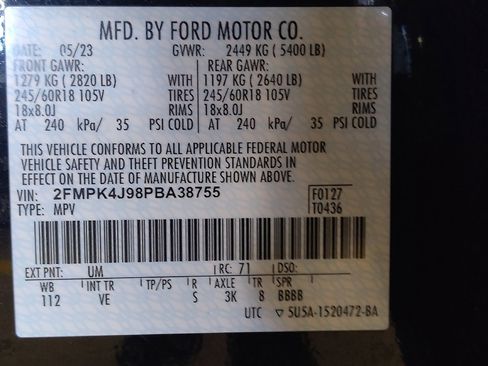 MFD. BY FORD MOTOR CO.
DATE: 05/23 GVWR: 2449 KG ( 5400 LB)
FRONT GAWR: REAR GAWR:
1279 KG ( 2820 LB) WITH 1197 KG ( 2640 LB) WITH
245/60R18 105V TIRES 245/60R18 105V TIRES
18x8.0J RIMS 18x8.0J RIMS
AT 240 kPa/ 35 PSI COLD AT 240 kPa/ 35 PSI COLD
THIS VEHICLE CONFORMS TO ALL APPLICABLE FEDERAL MOTOR
VEHICLE SAFETY AND THEFT PREVENTION STANDARDS IN
EFFECT ON THE DATE OF MANUFACTURE SHOWN ABOVE.
VIN: 2FMPK4J98PBA38755 F0127
TYPE: MPV T0436
EXT PNT: UM RC: 71 DSO:
WB INT TR TP/PS R AXLE TR SPR
112 VE S 3K 8 BBBB
UTC ▽ 5U5A-1520472-BA